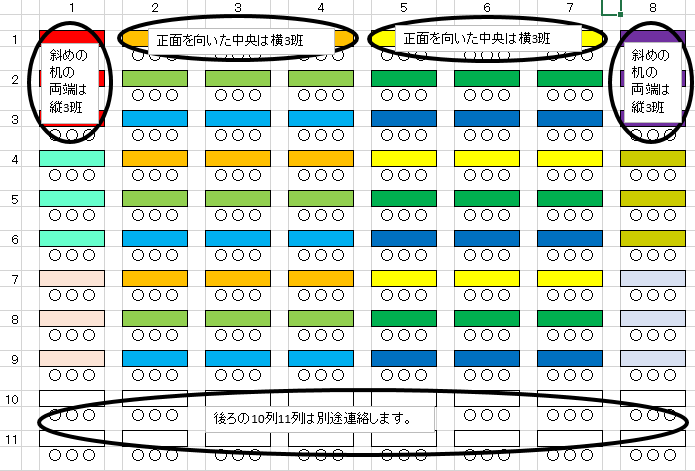 1 2 3 4 5 6 7 8
1
正面を向いた中央は横3班
正面を向いた中央は横3班
斜めの
机の
両端は
縦3班
斜めの
机の
両端は
縦3班
2
3
4
5
6
7
8
9
10
後ろの10列11列は別途連絡します。
11